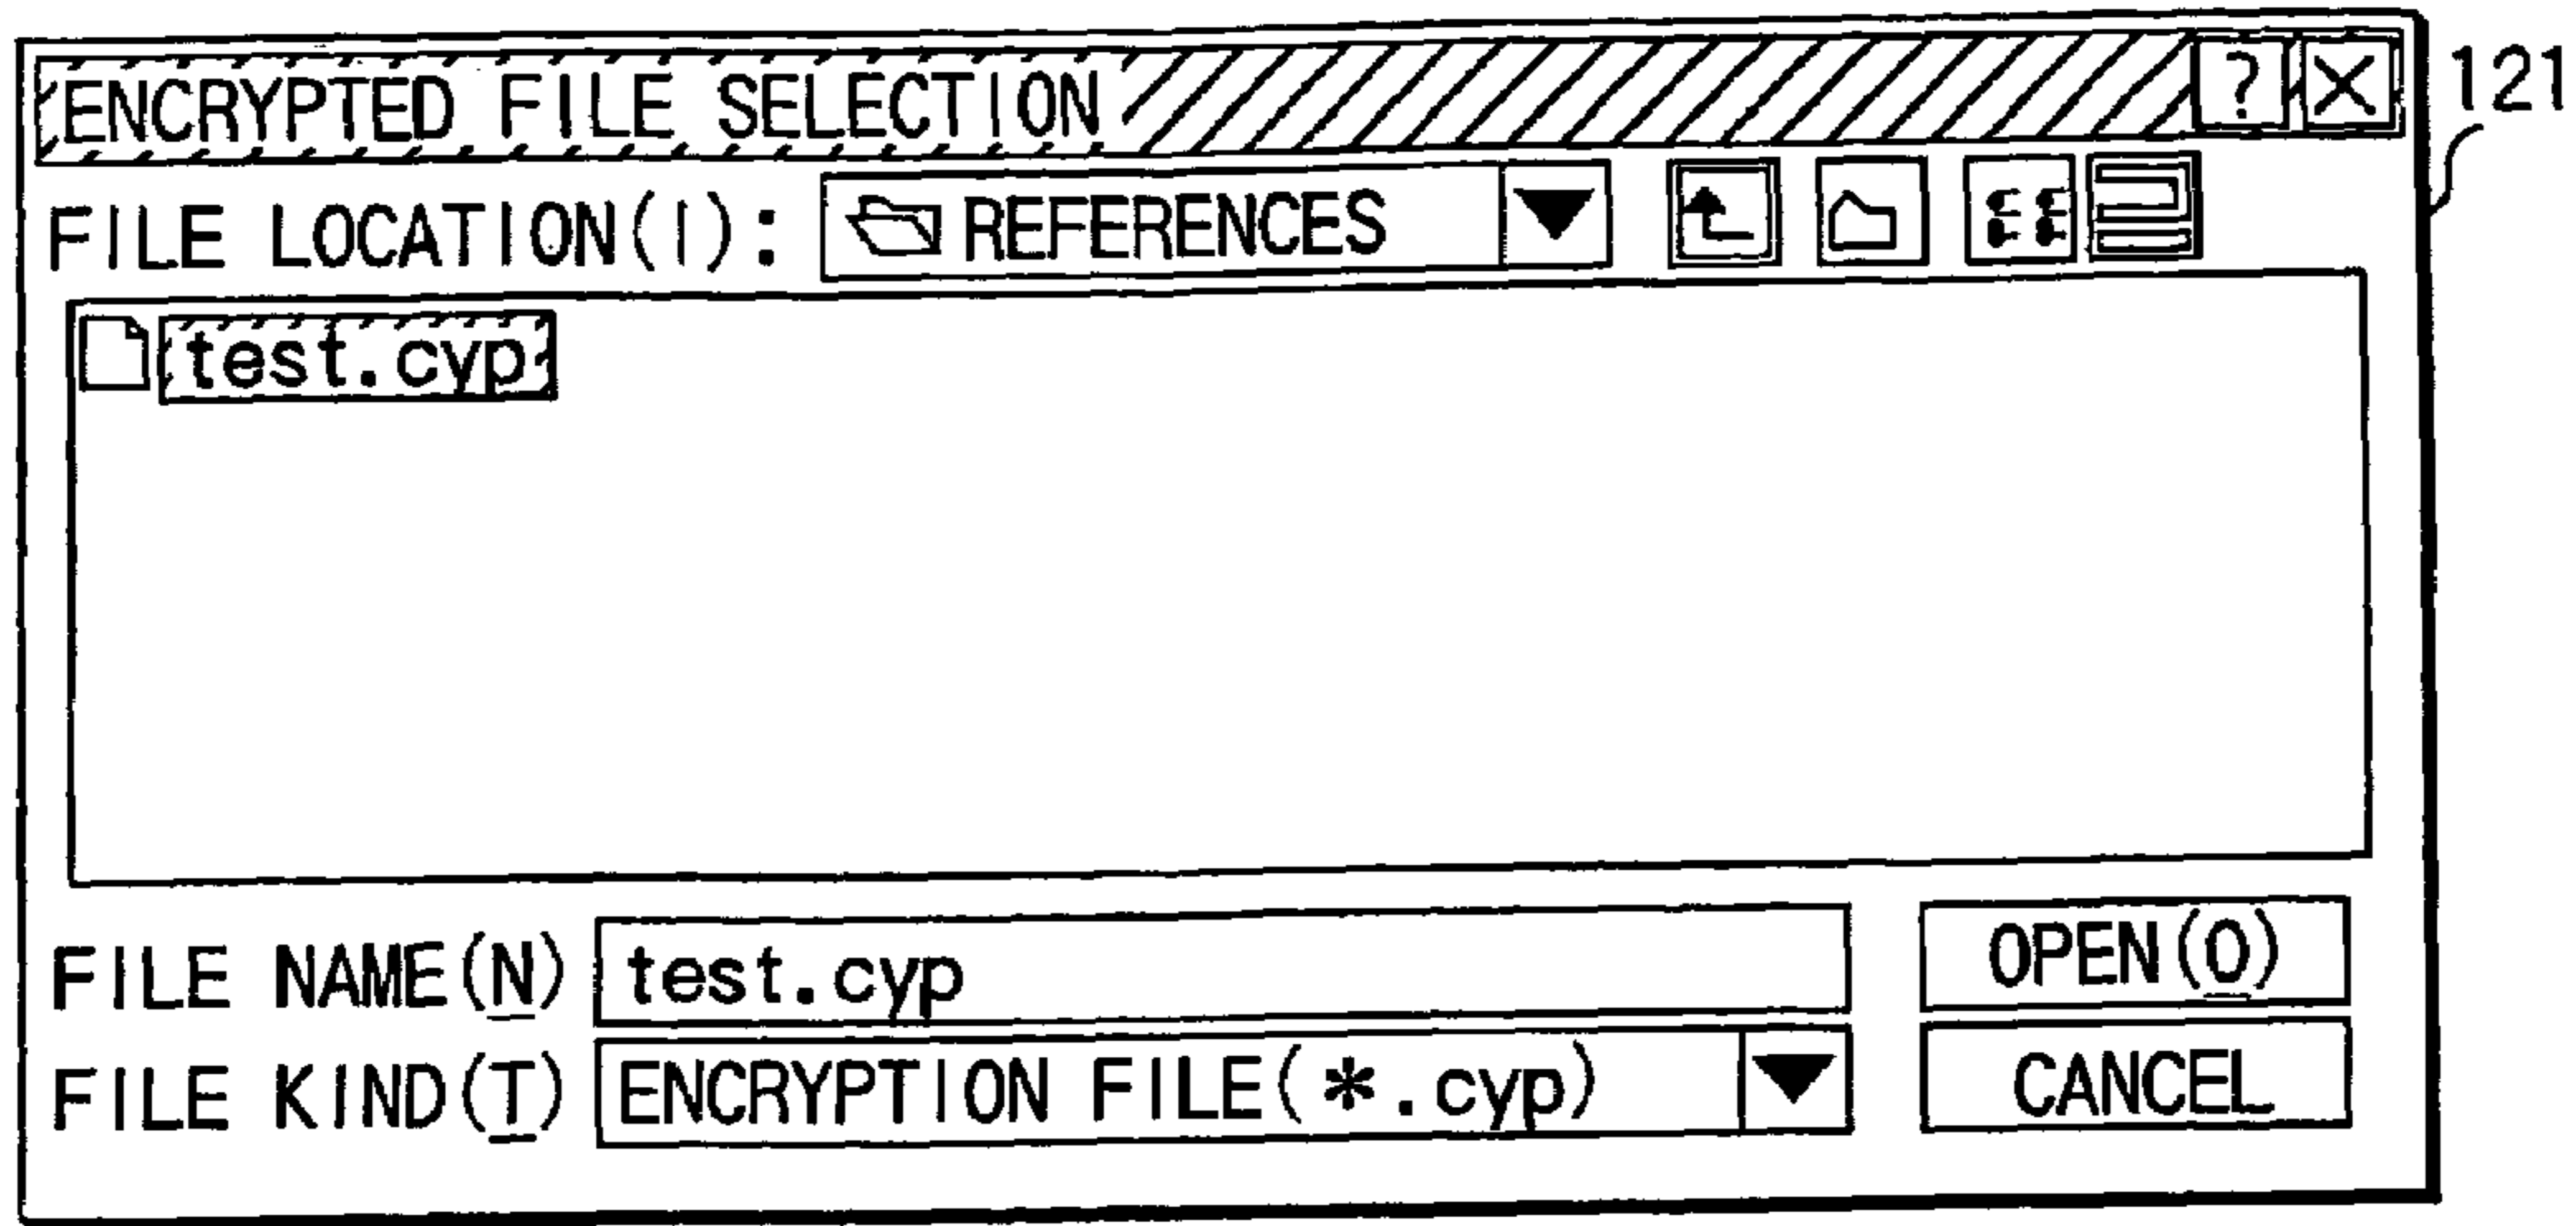 ENCRYPTED FILE SELECTION ? X
121
FILE LOCATION(I): REFERENCES
test.cyp
FILE NAME(N) test.cyp OPEN(O)
FILE KIND(T) ENCRYPTION FILE(*.cyp) CANCEL